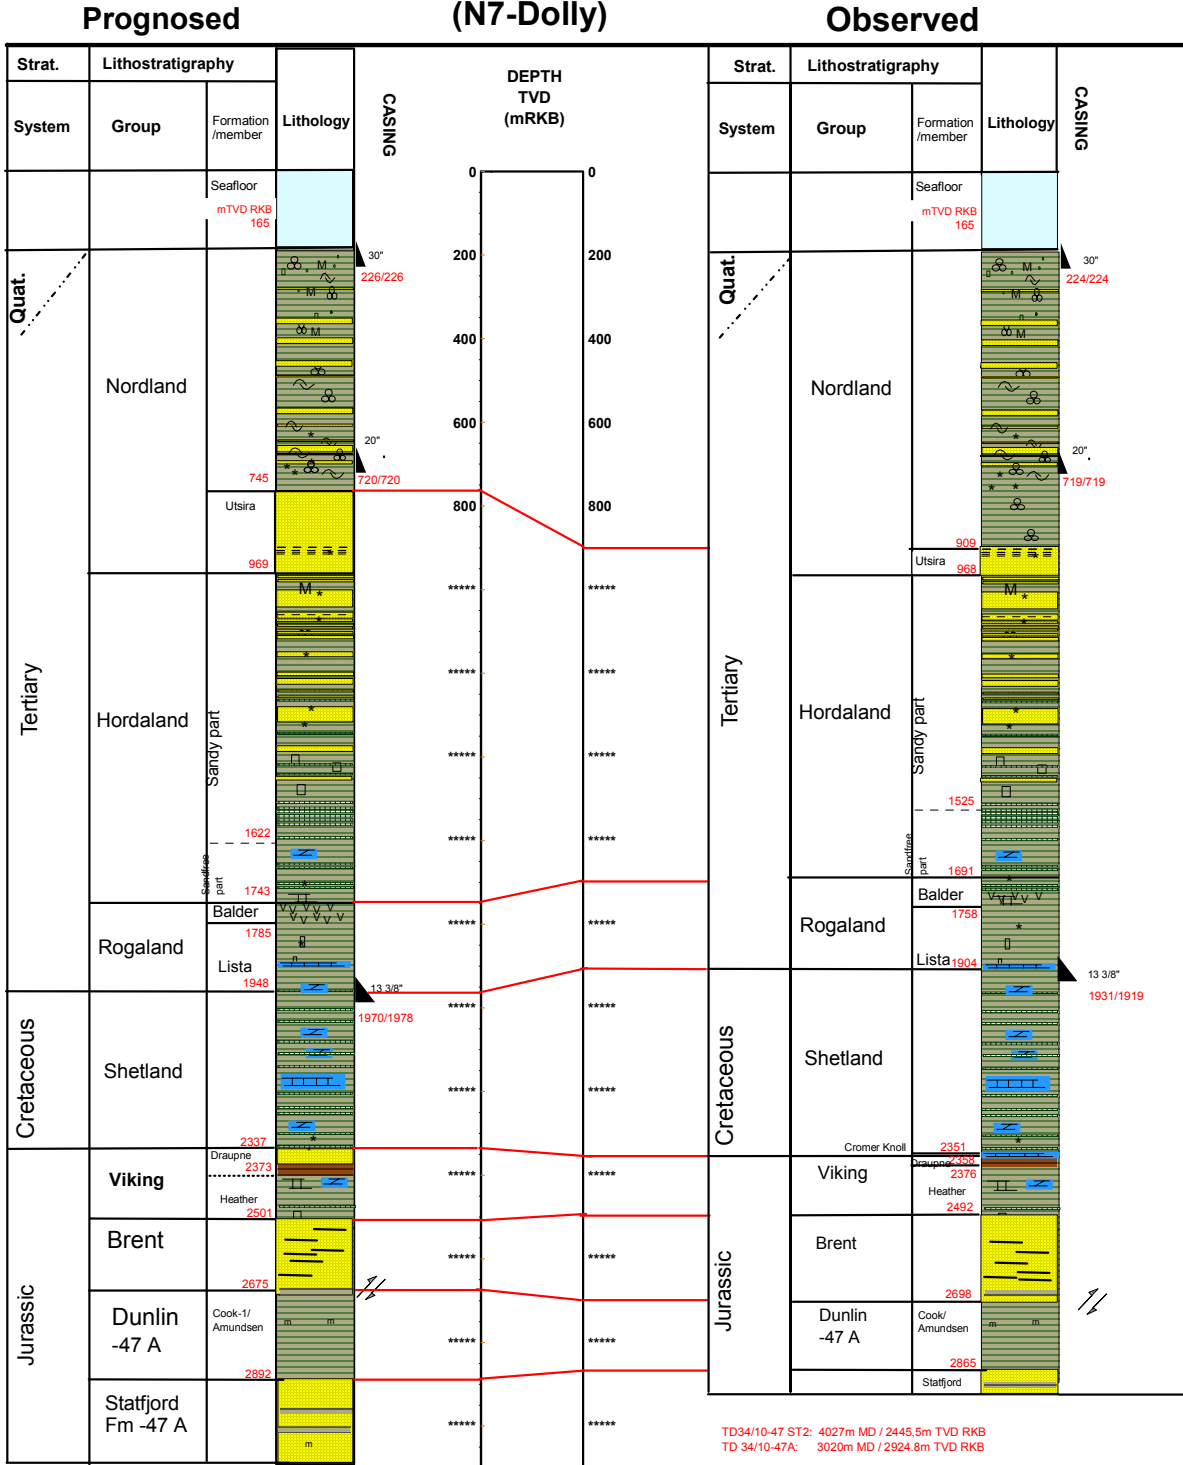 Prognosed
(N7-Dolly)
Observed
Strat.
Lithostratigraphy
System
Group
Formation
/member
Lithology
CASING
DEPTH
TVD
(mRKB)
Strat.
Lithostratigraphy
System
Group
Formation
/member
Lithology
CASING
Seafloor
mTVD RKB
165
0
0
Seafloor
mTVD RKB
165
Quat.
30"
226/226
200
200
Quat.
30"
224/224
400
400
Nordland
Nordland
600
600
20"
720/720
20"
719/719
745
Utsira
969
800
800
909
Utsira
968
*****
*****
*****
*****
Tertiary
Hordaland
Sandy part
Tertiary
Hordaland
Sandy part
*****
*****
1622
Sandfree
part
1743
*****
*****
1525
Sandfree
part
1691
Balder
1785
Rogaland
Lista
1948
*****
*****
Balder
1758
Rogaland
Lista
1904
13 3/8"
1970/1978
*****
*****
13 3/8"
1931/1919
Cretaceous
Shetland
2337
*****
*****
Cretaceous
Shetland
Cromer Knoll
2351
Draupne
2373
Viking
Heather
2501
*****
*****
Draupne
2358
2376
Viking
Heather
2492
Jurassic
Brent
2675
*****
*****
Jurassic
Brent
2698
Dunlin
-47 A
Cook-1/
Amundsen
2892
m
m
*****
*****
Dunlin
-47 A
Cook/
Amundsen
2865
m
m
Statfjord
Fm -47 A
m
*****
*****
Statfjord
TD34/10-47 ST2: 4027m MD / 2445,5m TVD RKB
TD 34/10-47A: 3020m MD / 2924.8m TVD RKB